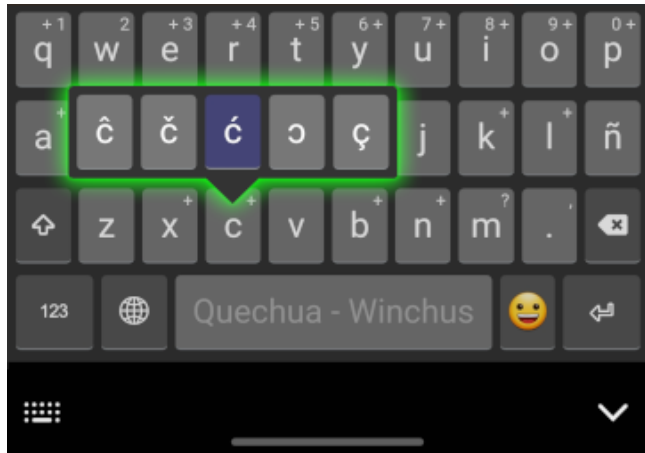 +1 2 +3 +4 +5 6+ 7+ 8+ 9+ 0+
q w e r t y u i o p
+ + +
a ĉ č ć ɔ ç j k l ñ
+ + + + ? ,
z x c v b n m .
123 Quechua - Winchus